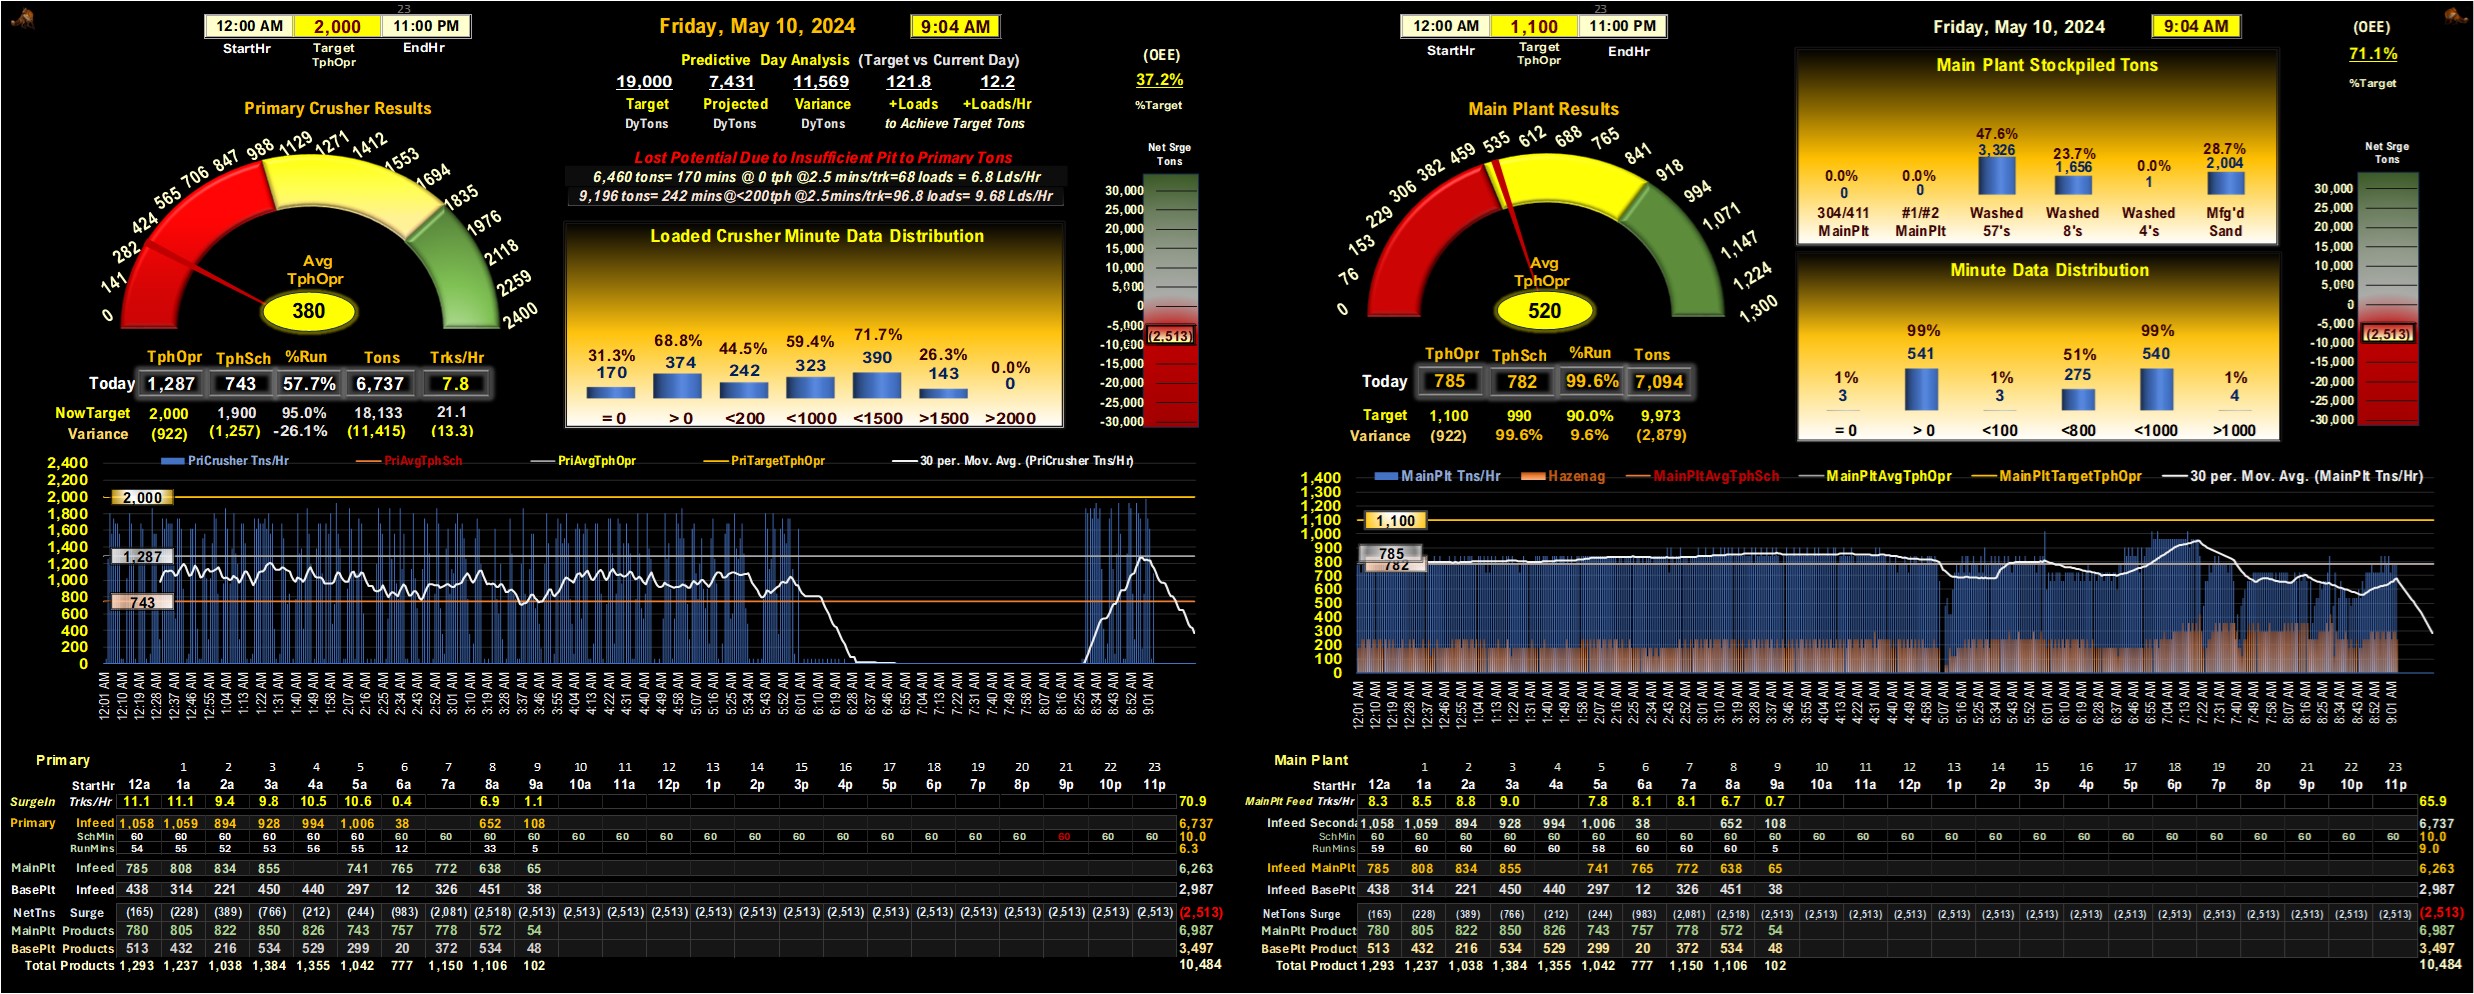 23
12:00 AM 2,000 11:00 PM
StartHr Target TphOpr EndHr
Friday, May 10, 2024 9:04 AM
Predictive Day Analysis (Target vs Current Day)
19,000 7,431 11,569 121.8 12.2
Target Projected Variance +Loads +Loads/Hr
DyTons DyTons DyTons to Achieve Target Tons
(OEE)
37.2%
%Target
Primary Crusher Results
0 141 282 424 565 706 847 988 1129 1271 1412 1553 1694 1835 1976 2118 2259 2400
Avg
TphOpr
380
Lost Potential Due to Insufficient Pit to Primary Tons
6,460 tons= 170 mins @ 0 tph @2.5 mins/trk=68 loads = 6.8 Lds/Hr
9,196 tons= 242 mins@<200tph @2.5mins/trk=96.8 loads= 9.68 Lds/Hr
Loaded Crusher Minute Data Distribution
31.3% 68.8% 44.5% 59.4% 71.7% 26.3% 0.0%
170 374 242 323 390 143 0
= 0 > 0 <200 <1000 <1500 >1500 >2000
Net Srge
Tons
30,000
25,000
20,000
15,000
10,000
5,000
0
-5,000
(2,513)
-10,000
-15,000
-20,000
-25,000
-30,000
TphOpr TphSch %Run Tons Trks/Hr
Today 1,287 743 57.7% 6,737 7.8
NowTarget 2,000 1,900 95.0% 18,133 21.1
Variance (922) (1,257) -26.1% (11,415) (13.3)
PriCrusher Tns/Hr PriAvgTphSch PriAvgTphOpr PriTargetTphOpr 30 per. Mov. Avg. (PriCrusher Tns/Hr)
2,400
2,200
2,000
1,800
1,600
1,400
1,200
1,000
800
600
400
200
0
2,000
1,287
743
12:01 AM 12:10 AM 12:19 AM 12:28 AM 12:37 AM 12:46 AM 12:55 AM 1:04 AM 1:13 AM 1:22 AM 1:31 AM 1:40 AM 1:49 AM 1:58 AM 2:07 AM 2:16 AM 2:25 AM 2:34 AM 2:43 AM 2:52 AM 3:01 AM 3:10 AM 3:19 AM 3:28 AM 3:37 AM 3:46 AM 3:55 AM 4:04 AM 4:13 AM 4:22 AM 4:31 AM 4:40 AM 4:49 AM 4:58 AM 5:07 AM 5:16 AM 5:25 AM 5:34 AM 5:43 AM 5:52 AM 6:01 AM 6:10 AM 6:19 AM 6:28 AM 6:37 AM 6:46 AM 6:55 AM 7:04 AM 7:13 AM 7:22 AM 7:31 AM 7:40 AM 7:49 AM 7:58 AM 8:07 AM 8:16 AM 8:25 AM 8:34 AM 8:43 AM 8:52 AM 9:01 AM
Primary 1 2 3 4 5 6 7 8 9 10 11 12 13 14 15 16 17 18 19 20 21 22 23
StartHr 12a 1a 2a 3a 4a 5a 6a 7a 8a 9a 10a 11a 12p 1p 2p 3p 4p 5p 6p 7p 8p 9p 10p 11p
SurgeIn Trks/Hr 11.1 11.1 9.4 9.8 10.5 10.6 0.4 6.9 1.1 70.9
Primary Infeed 1,058 1,059 894 928 994 1,006 38 652 108 6,737
SchMin 60 60 60 60 60 60 60 60 60 60 60 60 60 60 60 60 60 60 60 60 60 60 60 60 10.0
RunMins 54 55 52 53 56 55 12 33 5 6.3
MainPlt Infeed 785 808 834 855 741 765 772 638 65 6,263
BasePlt Infeed 438 314 221 450 440 297 12 326 451 38 2,987
NetTns Surge (165) (228) (389) (766) (212) (244) (983) (2,081) (2,518) (2,513) (2,513) (2,513) (2,513) (2,513) (2,513) (2,513) (2,513) (2,513) (2,513) (2,513) (2,513) (2,513) (2,513) (2,513) (2,513)
MainPlt Products 780 805 822 850 826 743 757 778 572 54 6,987
BasePlt Products 513 432 216 534 529 299 20 372 534 48 3,497
Total Products 1,293 1,237 1,038 1,384 1,355 1,042 777 1,150 1,106 102 10,484
23
12:00 AM 1,100 11:00 PM
StartHr Target TphOpr EndHr
Friday, May 10, 2024 9:04 AM
(OEE)
71.1%
%Target
Main Plant Results
0 76 153 229 306 382 459 535 612 688 765 841 918 994 1,071 1,147 1,224 1,300
Avg
TphOpr
520
Main Plant Stockpiled Tons
0.0% 0.0% 47.6% 23.7% 0.0% 28.7%
0 0 3,326 1,656 1 2,004
304/411 #1/#2 Washed Washed Washed Mfg'd
MainPlt MainPlt 57's 8's 4's Sand
Minute Data Distribution
1% 99% 1% 51% 99% 1%
3 541 3 275 540 4
= 0 > 0 <100 <800 <1000 >1000
Net Srge
Tons
30,000
25,000
20,000
15,000
10,000
5,000
0
-5,000
(2,513)
-10,000
-15,000
-20,000
-25,000
-30,000
TphOpr TphSch %Run Tons
Today 785 782 99.6% 7,094
Target 1,100 990 90.0% 9,973
Variance (922) 99.6% 9.6% (2,879)
MainPlt Tns/Hr Hazenag MainPltAvgTphSch MainPltAvgTphOpr MainPltTargetTphOpr 30 per. Mov. Avg. (MainPlt Tns/Hr)
1,400
1,300
1,200
1,100
1,000
900
800
700
600
500
400
300
200
100
0
1,100
785
782
12:01 AM 12:10 AM 12:19 AM 12:28 AM 12:37 AM 12:46 AM 12:55 AM 1:04 AM 1:13 AM 1:22 AM 1:31 AM 1:40 AM 1:49 AM 1:58 AM 2:07 AM 2:16 AM 2:25 AM 2:34 AM 2:43 AM 2:52 AM 3:01 AM 3:10 AM 3:19 AM 3:28 AM 3:37 AM 3:46 AM 3:55 AM 4:04 AM 4:13 AM 4:22 AM 4:31 AM 4:40 AM 4:49 AM 4:58 AM 5:07 AM 5:16 AM 5:25 AM 5:34 AM 5:43 AM 5:52 AM 6:01 AM 6:10 AM 6:19 AM 6:28 AM 6:37 AM 6:46 AM 6:55 AM 7:04 AM 7:13 AM 7:22 AM 7:31 AM 7:40 AM 7:49 AM 7:58 AM 8:07 AM 8:16 AM 8:25 AM 8:34 AM 8:43 AM 8:52 AM 9:01 AM
Main Plant 1 2 3 4 5 6 7 8 9 10 11 12 13 14 15 16 17 18 19 20 21 22 23
StartHr 12a 1a 2a 3a 4a 5a 6a 7a 8a 9a 10a 11a 12p 1p 2p 3p 4p 5p 6p 7p 8p 9p 10p 11p
MainPlt Feed Trks/Hr 8.3 8.5 8.8 9.0 7.8 8.1 8.1 6.7 0.7 65.9
Infeed Seconda 1,058 1,059 894 928 994 1,006 38 652 108 6,737
SchMin 60 60 60 60 60 60 60 60 60 60 60 60 60 60 60 60 60 60 60 60 60 60 60 60 10.0
RunMins 59 60 60 60 60 58 60 60 60 5 9.0
Infeed MainPlt 785 808 834 855 741 765 772 638 65 6,263
Infeed BasePlt 438 314 221 450 440 297 12 326 451 38 2,987
NetTons Surge (165) (228) (389) (766) (212) (244) (983) (2,081) (2,518) (2,513) (2,513) (2,513) (2,513) (2,513) (2,513) (2,513) (2,513) (2,513) (2,513) (2,513) (2,513) (2,513) (2,513) (2,513) (2,513)
MainPlt Product 780 805 822 850 826 743 757 778 572 54 6,987
BasePlt Product 513 432 216 534 529 299 20 372 534 48 3,497
Total Product 1,293 1,237 1,038 1,384 1,355 1,042 777 1,150 1,106 102 10,484